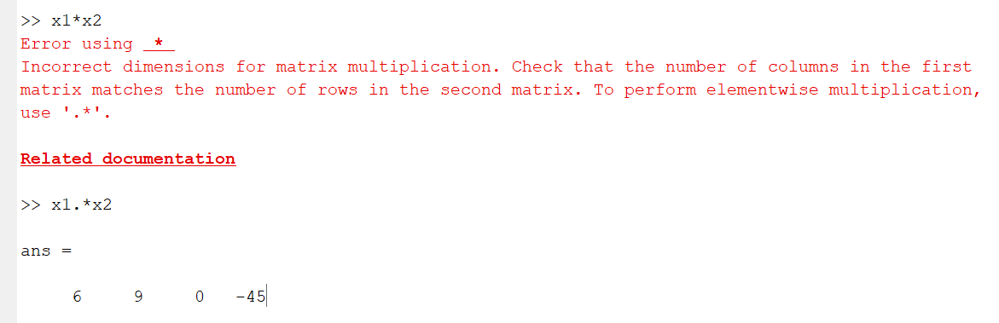 >> x1*x2
Error using  * 
Incorrect dimensions for matrix multiplication. Check that the number of columns in the first
matrix matches the number of rows in the second matrix. To perform elementwise multiplication,
use '.*'.
Related documentation
>> x1.*x2
ans =
6     9     0   -45